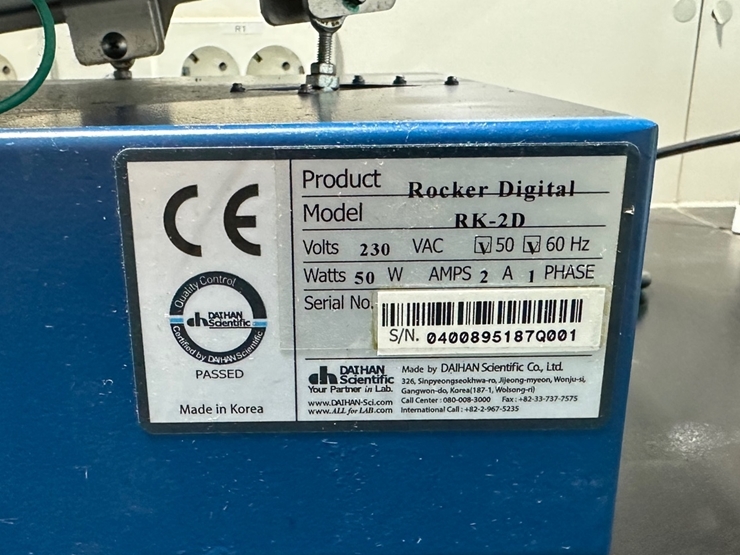 R1
CE
Quality Control
dh DAIHAN Scientific
Certified by DAIHAN Scientific
PASSED
Made in Korea
Product Rocker Digital
Model RK-2D
Volts 230 VAC V 50 V 60 Hz
Watts 50 W AMPS 2 A 1 PHASE
Serial No.
S/N. 0400895187Q001
dh DAIHAN Scientific
Your Partner in Lab.
www.DAIHAN-Sci.com
www.ALL for LAB.com
Made by DAIHAN Scientific Co., Ltd.
326, Sinpyeongseokhwa-ro, Jijeong-myeon, Wonju-si,
Gangwon-do, Korea(187-1, Wolsong-ri)
Call Center : 080-008-3000 Fax : +82-33-737-7575
International Call : +82-2-967-5235